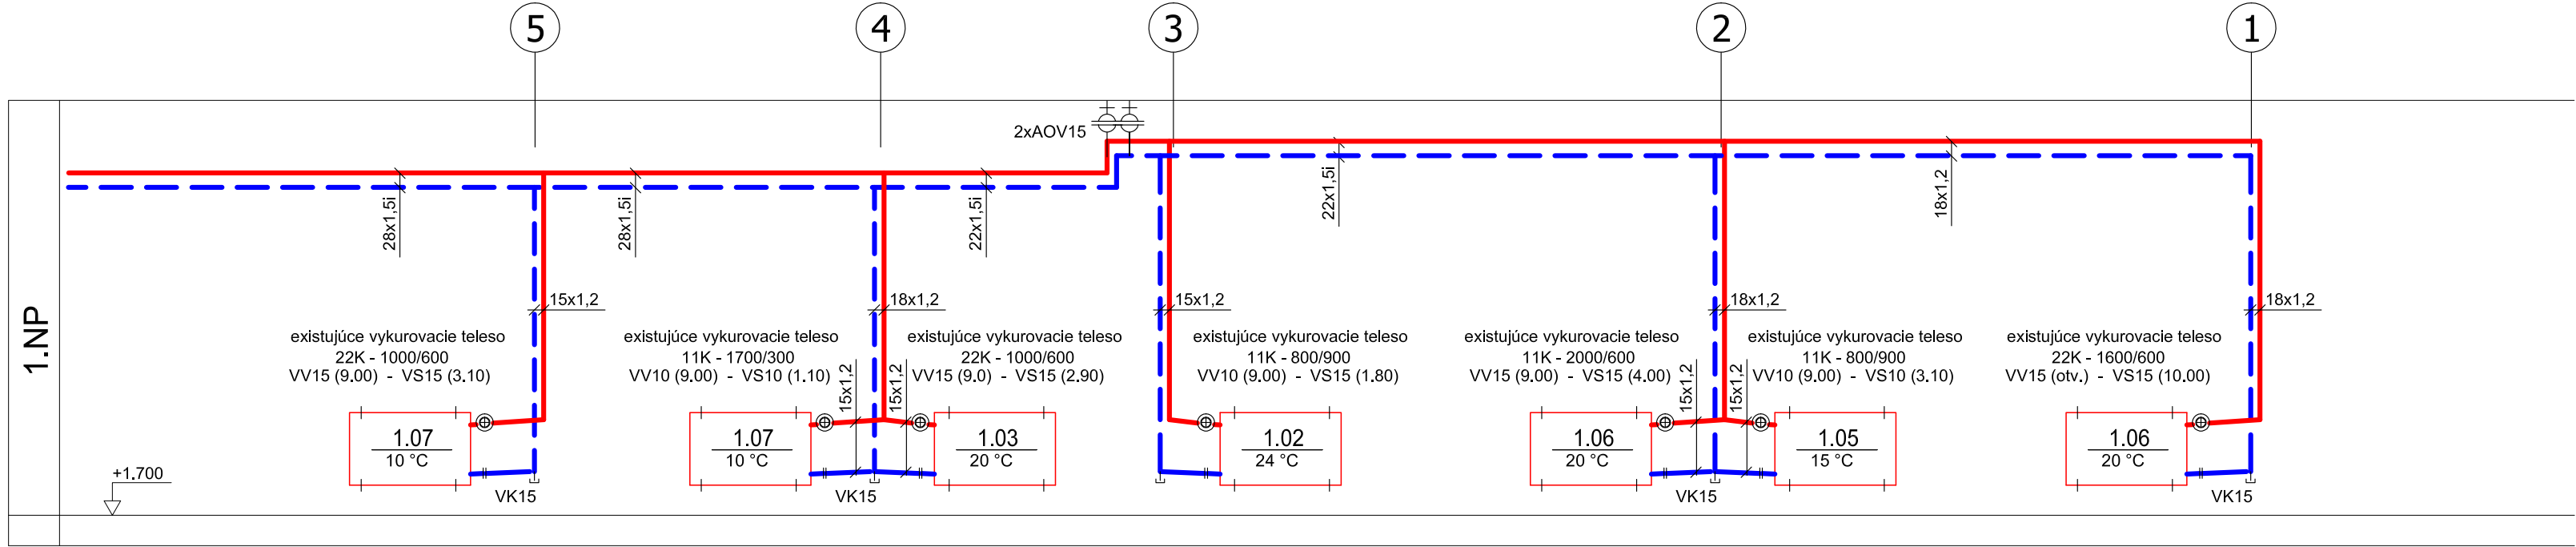 5
4
3
2
1
2xAOV15
28x1,5i
28x1,5i
22x1,5i
22x1,5i
18x1,2
15x1,2
18x1,2
15x1,2
18x1,2
18x1,2
1.NP
existujúce vykurovacie teleso
22K - 1000/600
VV15 (9.00) - VS15 (3.10)
existujúce vykurovacie teleso
11K - 1700/300
VV10 (9.00) - VS10 (1.10)
existujúce vykurovacie teleso
22K - 1000/600
VV15 (9.0) - VS15 (2.90)
existujúce vykurovacie teleso
11K - 800/900
VV10 (9.00) - VS15 (1.80)
existujúce vykurovacie teleso
11K - 2000/600
VV15 (9.00) - VS15 (4.00)
existujúce vykurovacie teleso
11K - 800/900
VV10 (9.00) - VS10 (3.10)
existujúce vykurovacie teleso
22K - 1600/600
VV15 (otv.) - VS15 (10.00)
15x1,2
15x1,2
15x1,2
15x1,2
1.07
10 °C
1.07
10 °C
1.03
20 °C
1.02
24 °C
1.06
20 °C
1.05
15 °C
1.06
20 °C
+1.700
VK15
VK15
VK15
VK15